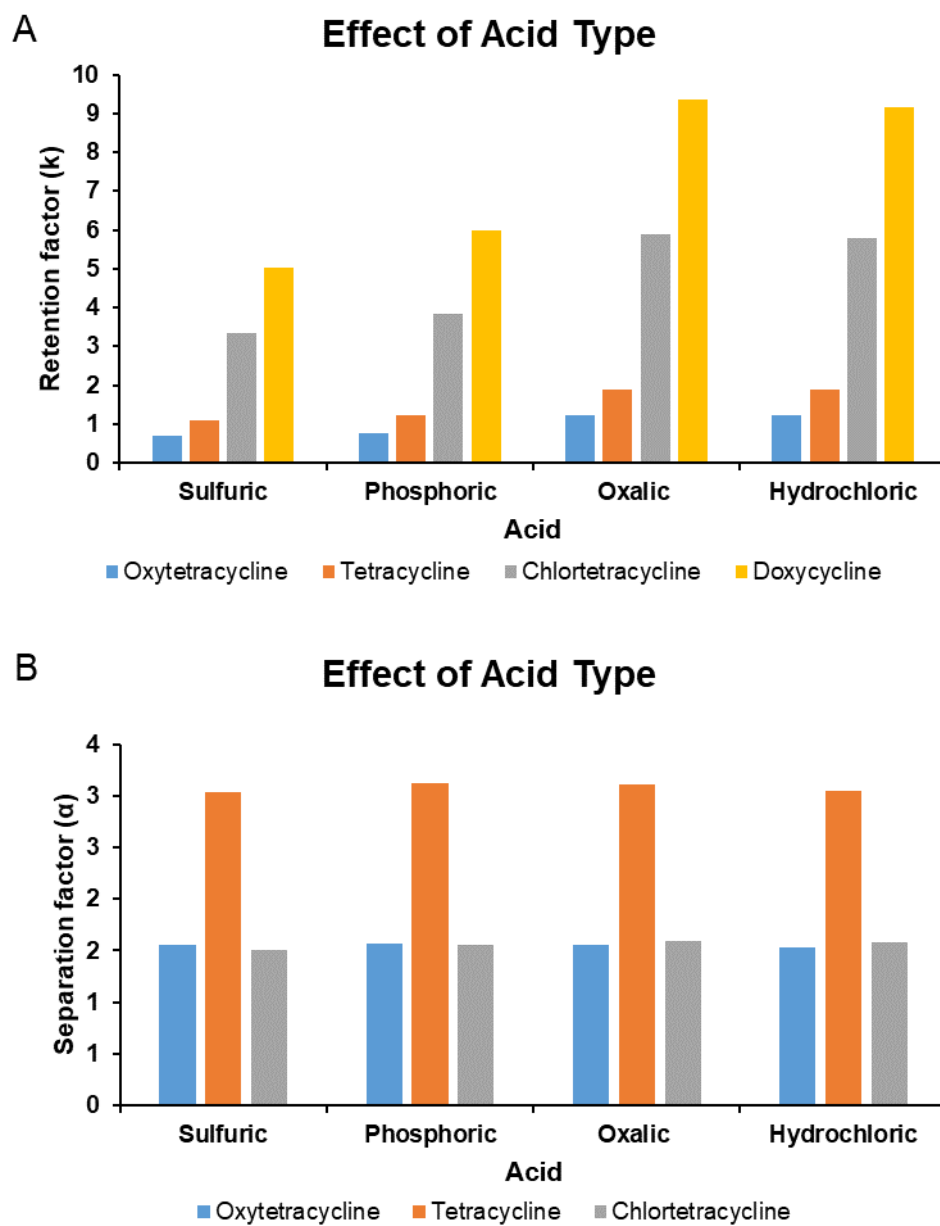 A
Effect of Acid Type
10
9
8
7
6
5
4
3
2
1
0
Retention factor (k)
Sulfuric Phosphoric Oxalic Hydrochloric
Acid
Oxytetracycline Tetracycline Chlortetracycline Doxycycline
B
Effect of Acid Type
4
3
3
2
2
1
1
0
Separation factor (α)
Sulfuric Phosphoric Oxalic Hydrochloric
Acid
Oxytetracycline Tetracycline Chlortetracycline